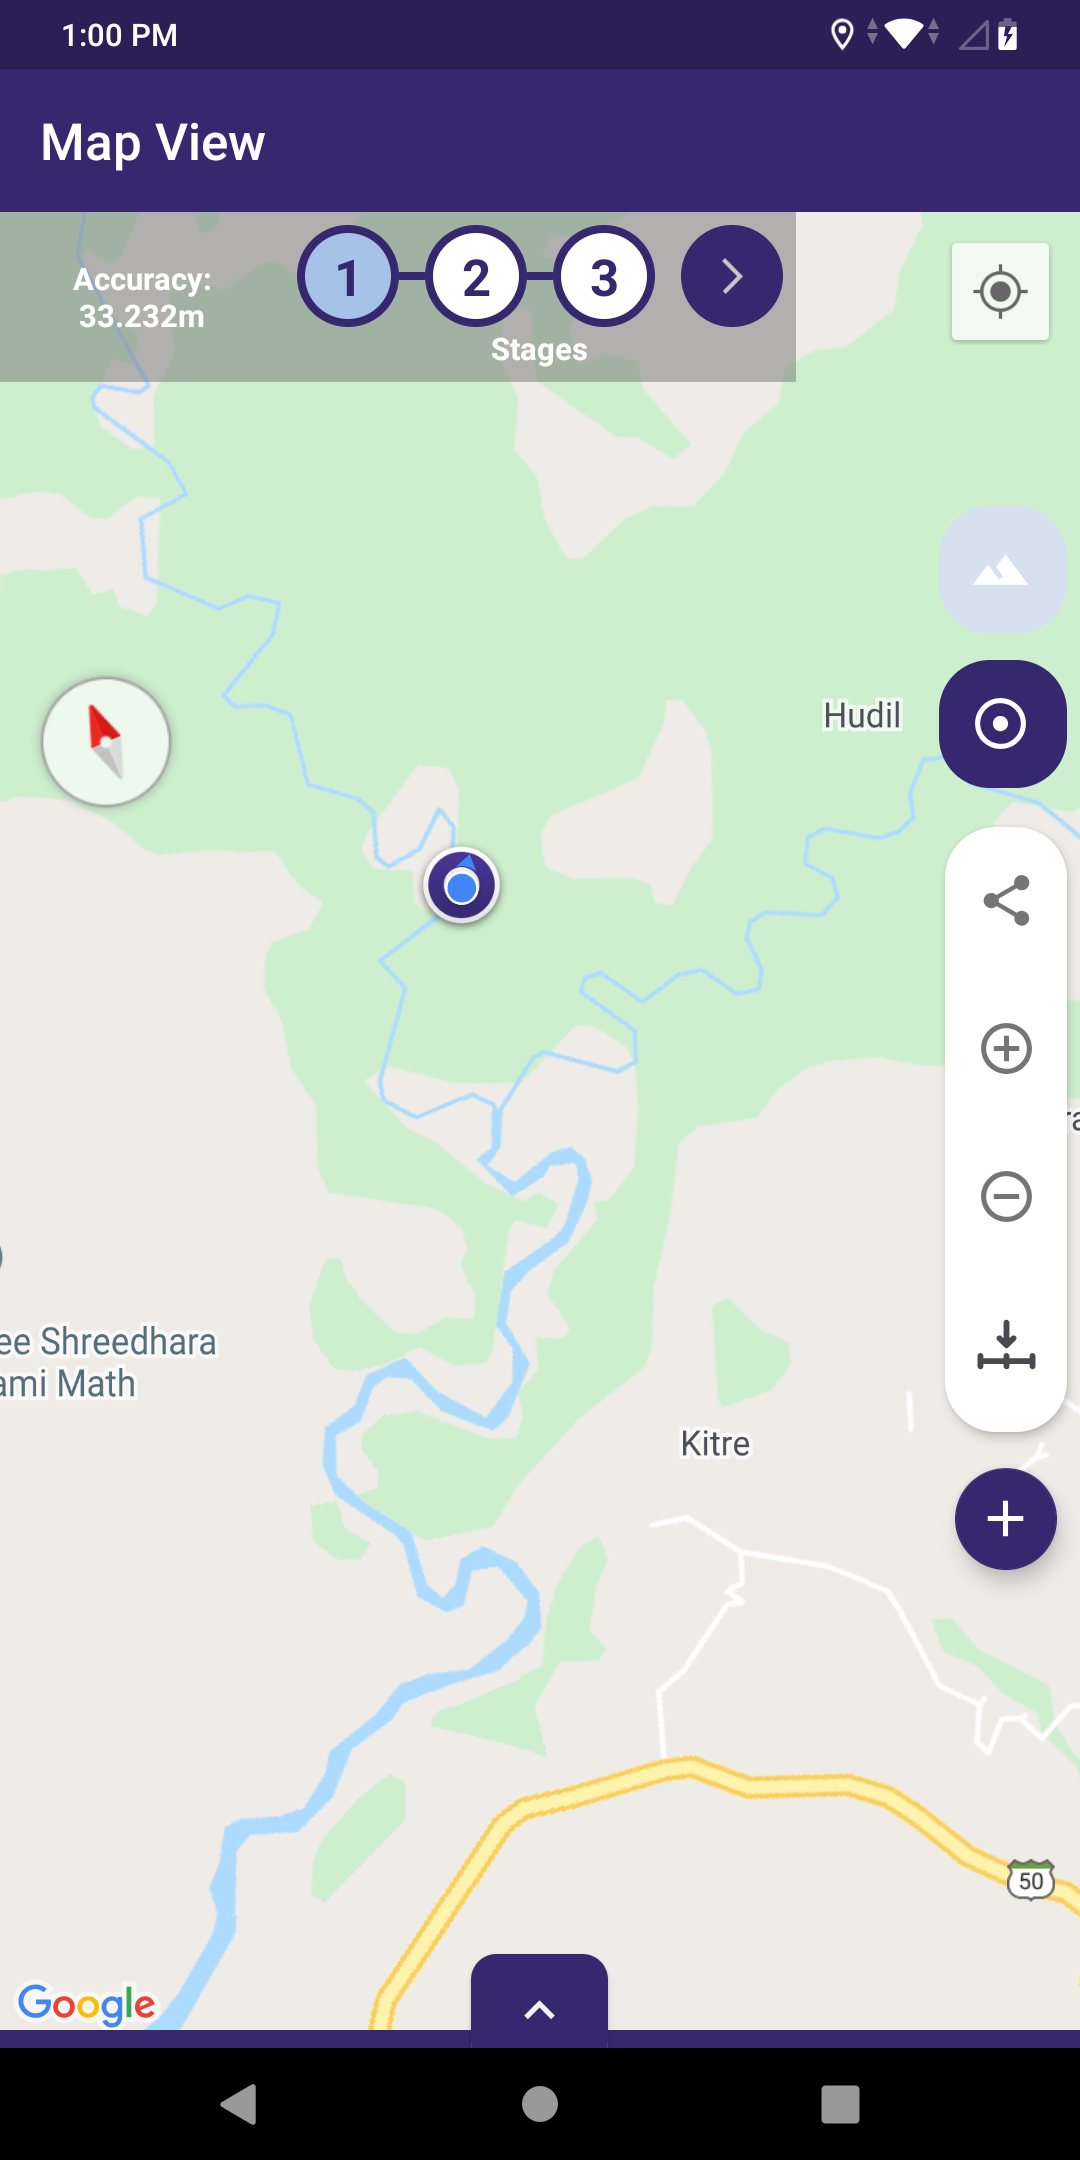 1:00 PM
Map View
Accuracy:
33.232m
1 2 3
Stages
Hudil
ee Shreedhara
ami Math
Kitre
50
Google